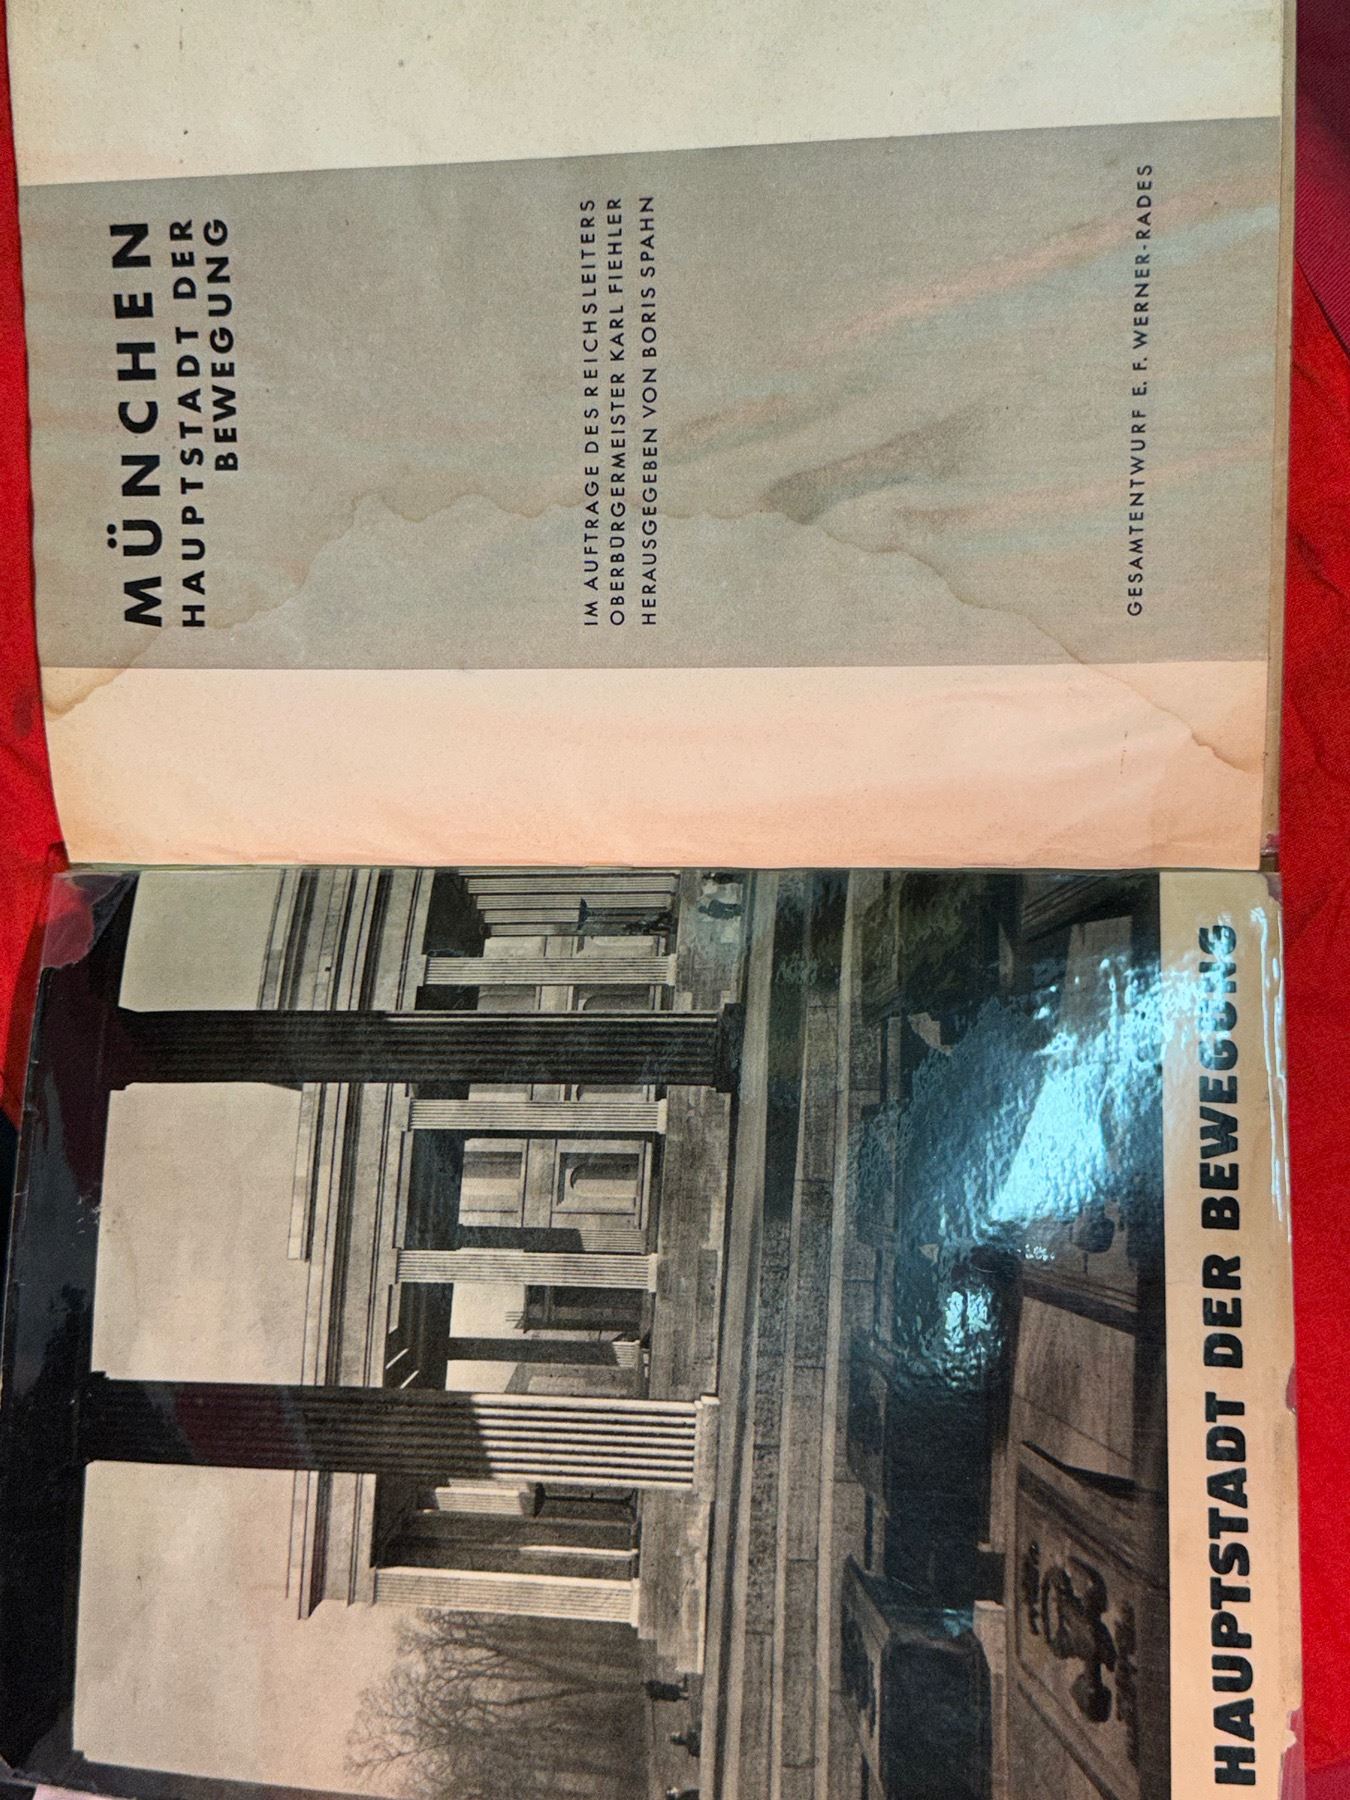 MÜNCHEN
HAUPTSTADT DER
BEWEGUNG
IM AUFTRAGE DES REICHSLEITERS
OBERBÜRGERMEISTER KARL FIEHLER
HERAUSGEGEBEN VON BORIS SPAHN
GESAMTENTWURF E. F. WERNER-RADES
HAUPTSTADT DER BEWEGUNG